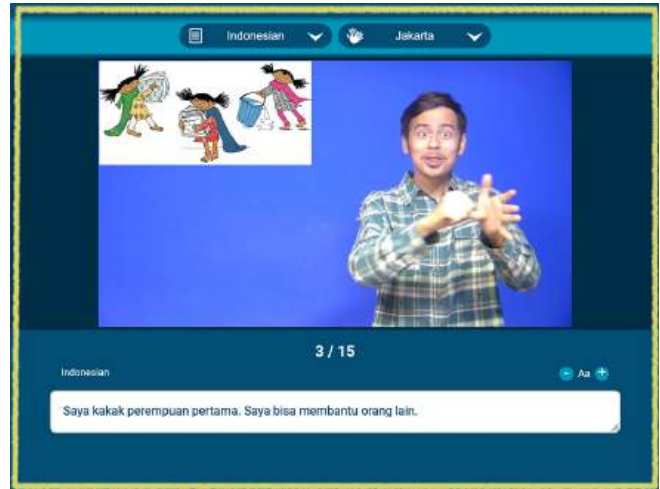 Indonesian
Jakarta
3 / 15
Indonesian
Aa
Saya kakak perempuan pertama. Saya bisa membantu orang lain.